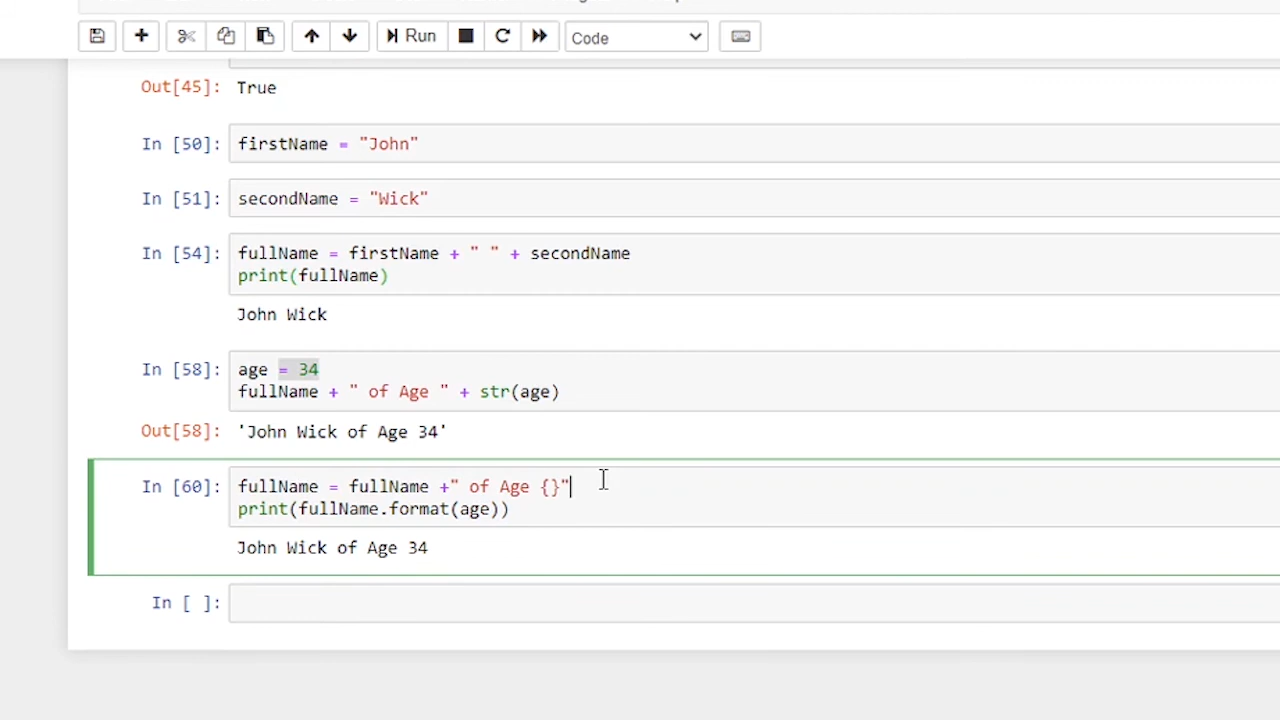 Run
Code
Out[45]: True
In [50]: firstName = "John"
In [51]: secondName = "Wick"
In [54]: fullName = firstName + " " + secondName
print(fullName)
John Wick
In [58]: age = 34
fullName + " of Age " + str(age)
Out[58]: 'John Wick of Age 34'
In [60]: fullName = fullName +" of Age {}"
print(fullName.format(age))
John Wick of Age 34
In [ ]: